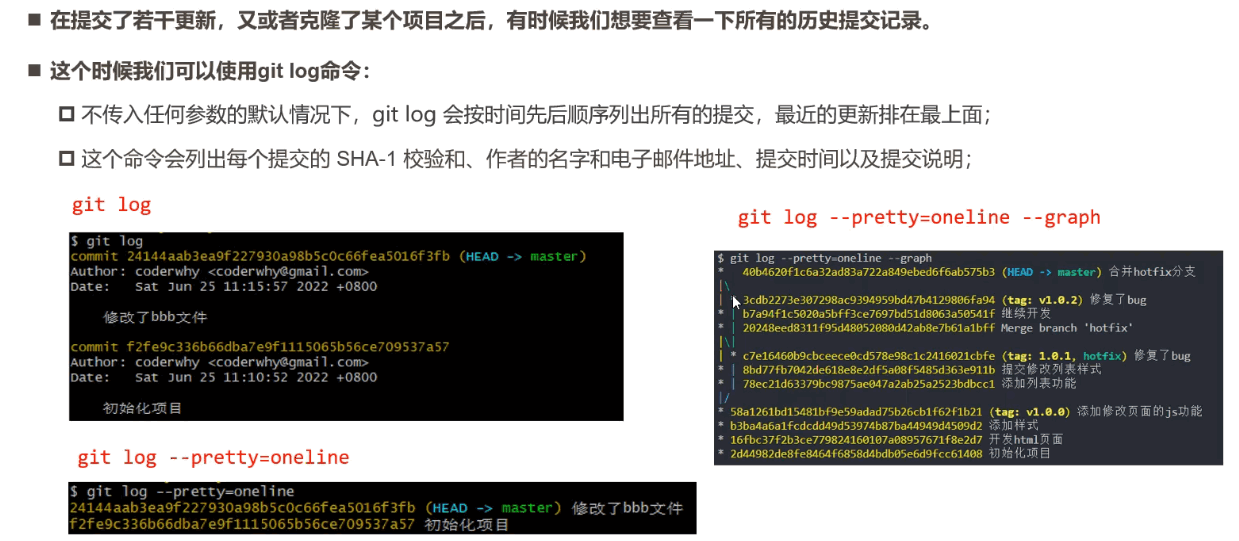 ■ 在提交了若干更新，又或者克隆了某个项目之后，有时候我们想要查看一下所有的历史提交记录。
■ 这个时候我们可以使用git log命令：
不传入任何参数的默认情况下，git log 会按时间先后顺序列出所有的提交，最近的更新排在最上面；
这个命令会列出每个提交的 SHA-1 校验和、作者的名字和电子邮件地址、提交时间以及提交说明；
git log
$ git log
commit 24144aab3ea9f227930a98b5c0c66fea5016f3fb (HEAD -> master)
Author: coderwhy <coderwhy@gmail.com>
Date:   Sat Jun 25 11:15:57 2022 +0800
修改了bbb文件
commit f2fe9c336b66dba7e9f1115065b56ce709537a57
Author: coderwhy <coderwhy@gmail.com>
Date:   Sat Jun 25 11:10:52 2022 +0800
初始化项目
git log --pretty=oneline
$ git log --pretty=oneline
24144aab3ea9f227930a98b5c0c66fea5016f3fb (HEAD -> master) 修改了bbb文件
f2fe9c336b66dba7e9f1115065b56ce709537a57 初始化项目
git log --pretty=oneline --graph
$ git log --pretty=oneline --graph
*   40b4620f1c6a32ad83a722a849ebed6f6ab575b3 (HEAD -> master) 合并hotfix分支
|\
| * 3cdb2273e307298ac9394959bd47b4129806fa94 (tag: v1.0.2) 修复了bug
* | b7a94f1c5020a5bff3ce7697bd51d8063a50541f 继续开发
* | 20248eed8311f95d48052080d42ab8e7b61a1bff Merge branch 'hotfix'
|\|
| * c7e16460b9cbceece0cd578e98c1c2416021cbfe (tag: 1.0.1, hotfix) 修复了bug
* | 8bd77fb7042de618e8e2df5a08f5485d363e911b 提交修改列表样式
* | 78ec21d63379bc9875ae047a2ab25a2523bdbcc1 添加列表功能
|/
* 58a1261bd15481bf9e59adad75b26cb1f62f1b21 (tag: v1.0.0) 添加修改页面的js功能
* b3ba4a6a1fcdcdd49d53974b87ba44949d4509d2 添加样式
* 16fbc37f2b3ce779824160107a08957671f8e2d7 开发html页面
* 2d44982de8fe8464f6858d4bdb05e6d9fcc61408 初始化项目